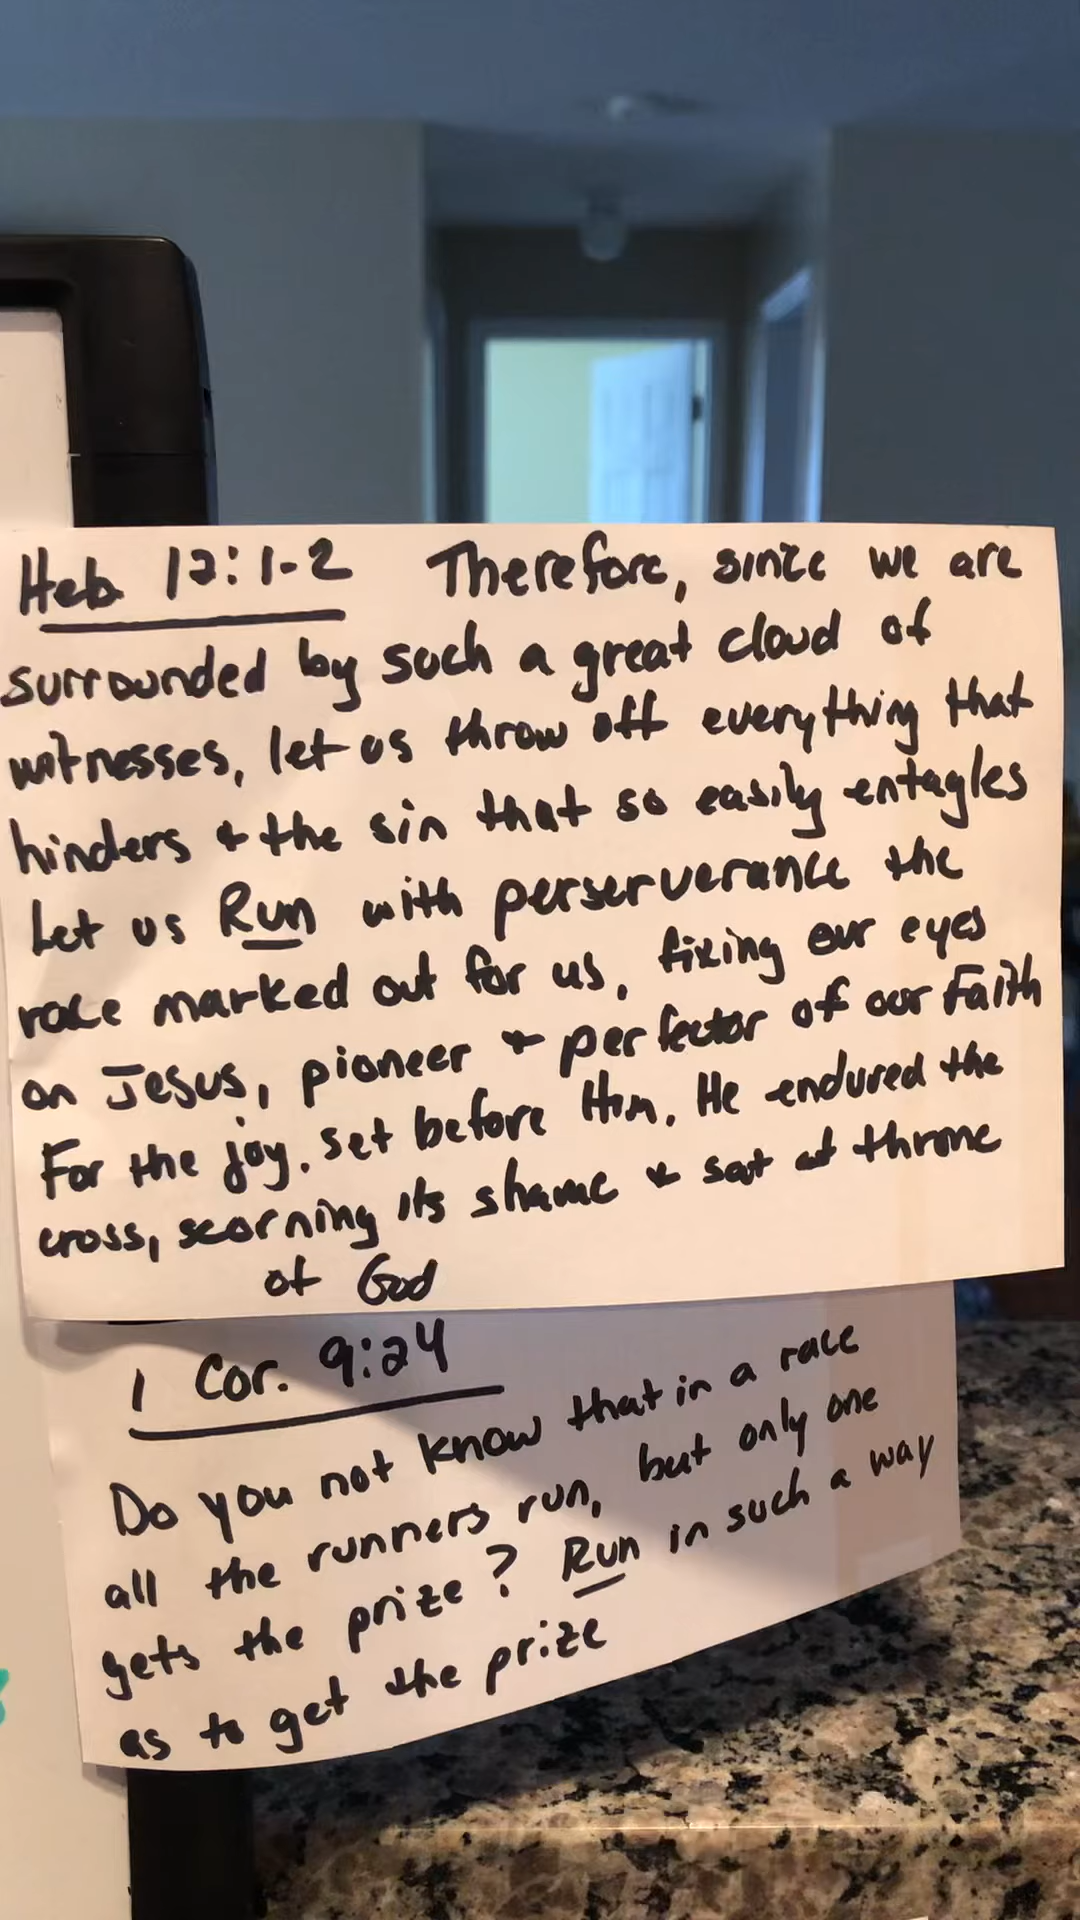 Heb 12:1-2 Therefore, since we are
surrounded by such a great cloud of
witnesses, let us throw off everything that
hinders & the sin that so easily entagles
Let us Run with perserverance the
race marked out for us, fixing our eyes
on Jesus, pioneer & perfector of our Faith
For the joy, set before Him, He endured the
cross, scorning its shame & sat at throne
of God
1 Cor. 9:24
Do you not know that in a race
all the runners run, but only one
gets the prize? Run in such a way
as to get the prize